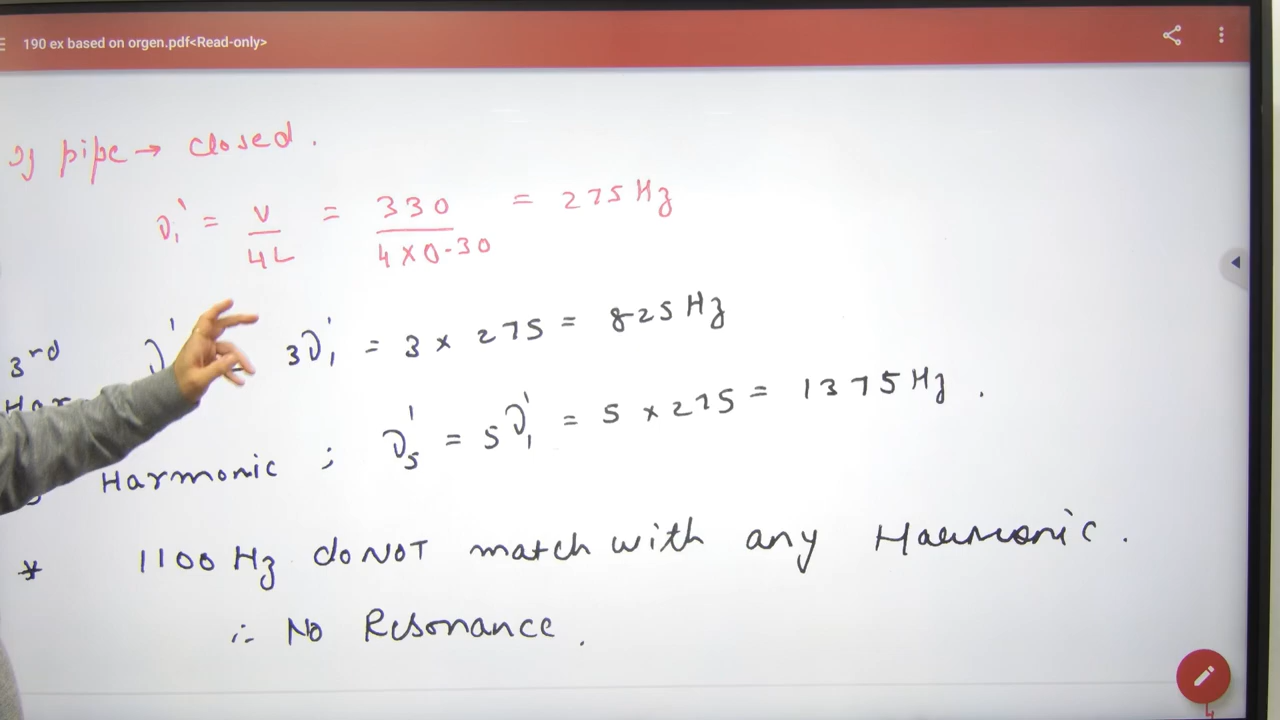 190 ex based on orgen.pdf<Read-only>
If pipe → closed.
ν₁' = v/4L = 330/(4 × 0.30) = 275 Hz
3rd ν' 3ν₁' = 3 × 275 = 825 Hz
Har
Harmonic ; ν₅' = 5ν₁' = 5 × 275 = 1375 Hz.
* 1100 Hz do NOT match with any Harmonic.
∴ No Resonance.